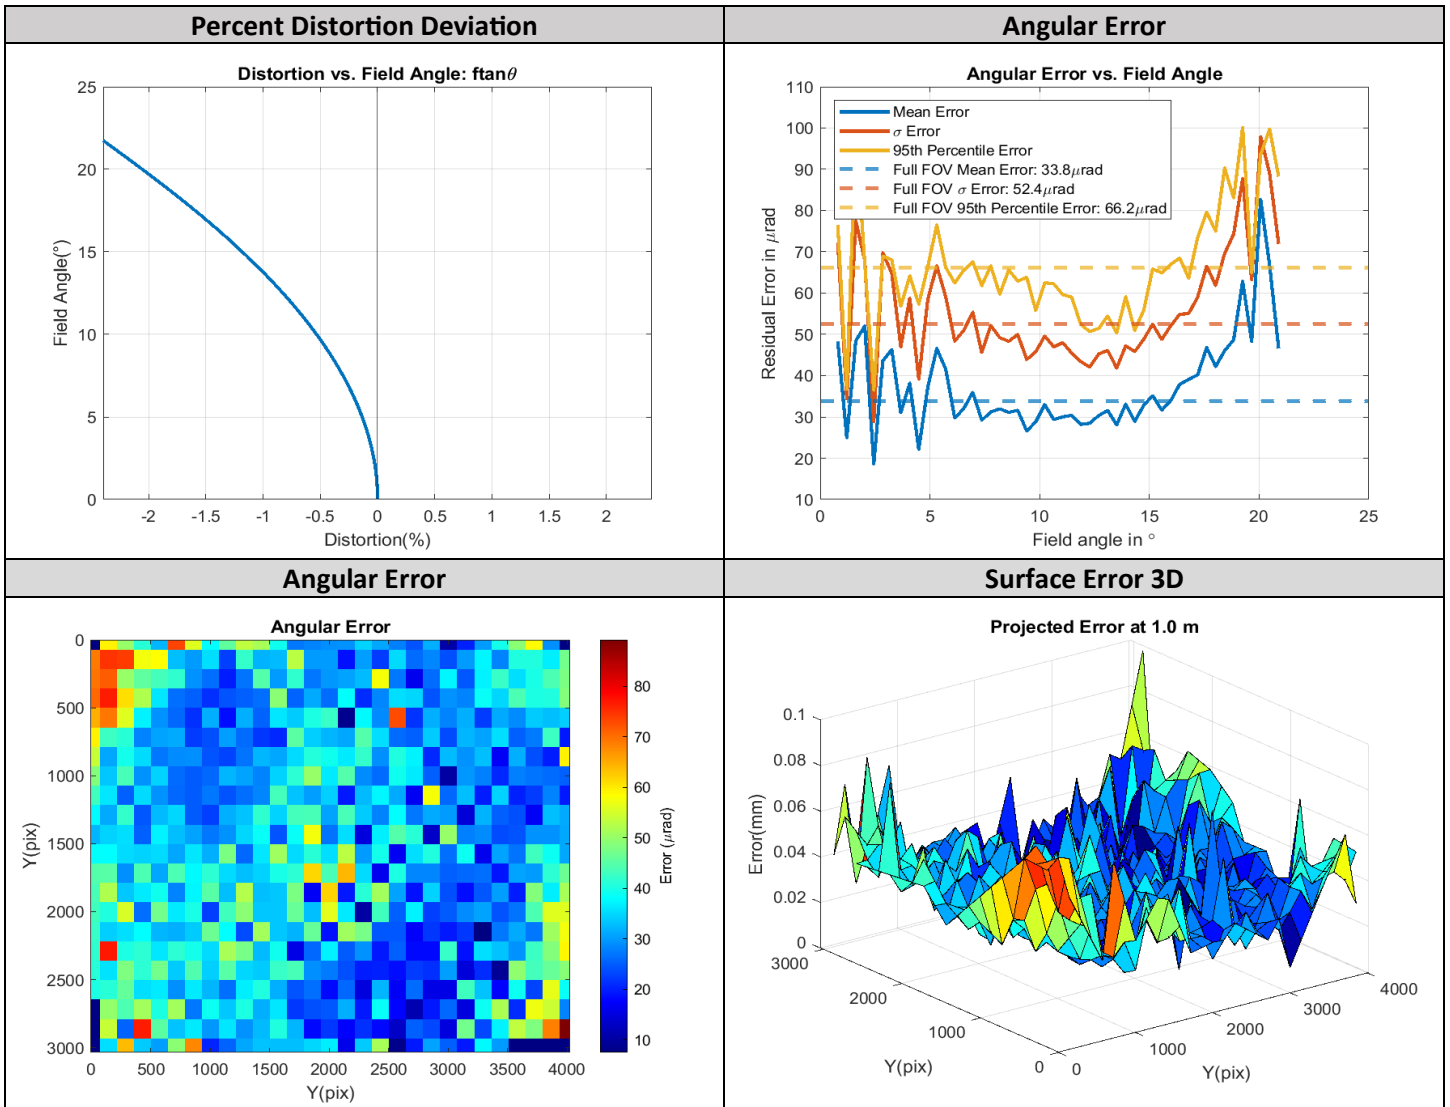 Percent Distortion Deviation
Angular Error
Distortion vs. Field Angle: ftanθ
25
20
15
10
5
0
Field Angle(°)
-2 -1.5 -1 -0.5 0 0.5 1 1.5 2
Distortion(%)
Angular Error vs. Field Angle
110
100
90
80
70
60
50
40
30
20
10
Residual Error in μrad
Mean Error
σ Error
95th Percentile Error
Full FOV Mean Error: 33.8μrad
Full FOV σ Error: 52.4μrad
Full FOV 95th Percentile Error: 66.2μrad
0 5 10 15 20 25
Field angle in °
Angular Error
Surface Error 3D
Angular Error
0
500
1000
1500
2000
2500
3000
Y(pix)
0 500 1000 1500 2000 2500 3000 3500 4000
Y(pix)
80
70
60
50
40
30
20
10
Error (μrad)
Projected Error at 1.0 m
0.1
0.08
0.06
0.04
0.02
0
Error(mm)
3000
2000
1000
0
Y(pix)
0
1000
2000
3000
4000
Y(pix)